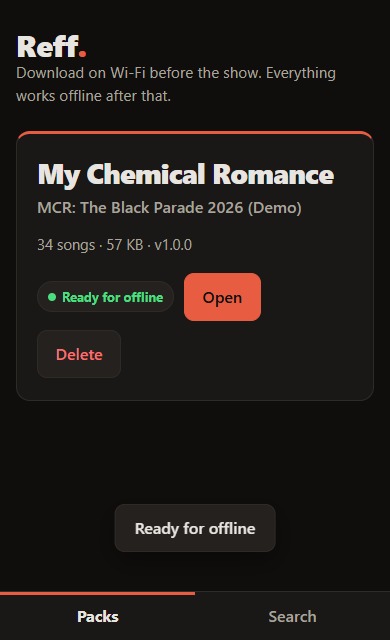 Reff.
Download on Wi-Fi before the show. Everything
works offline after that.
My Chemical Romance
MCR: The Black Parade 2026 (Demo)
34 songs · 57 KB · v1.0.0
Ready for offline
Open
Delete
Ready for offline
Packs
Search